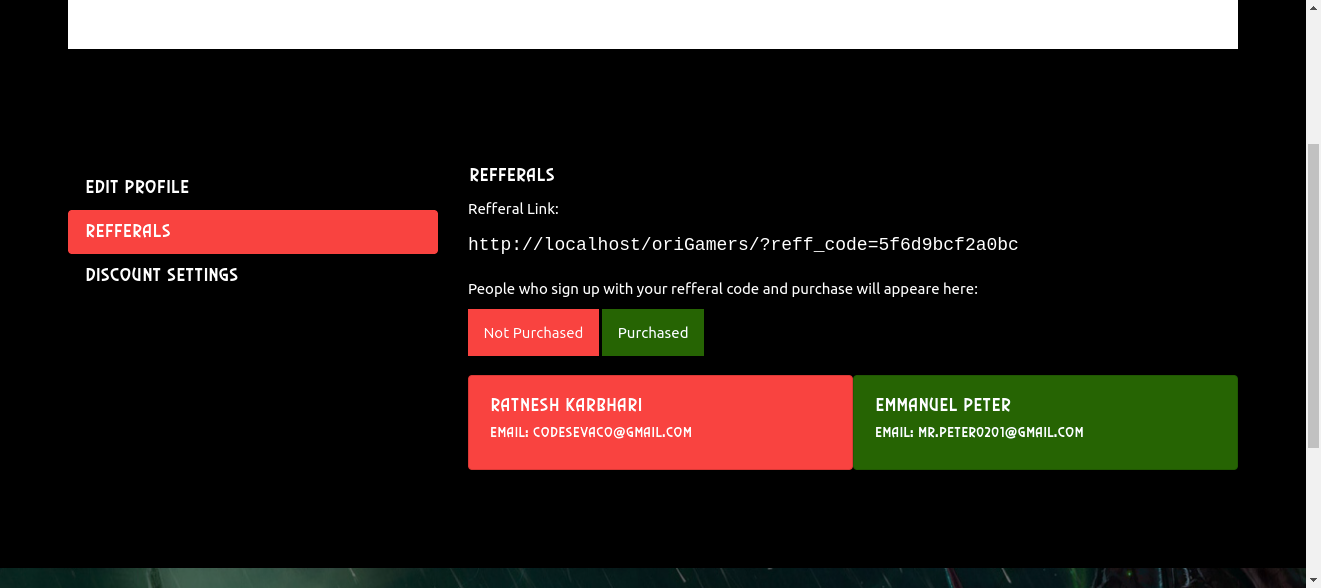 EDIT PROFILE
REFFERALS
DISCOUNT SETTINGS
REFFERALS
Refferal Link:
http://localhost/oriGamers/?reff_code=5f6d9bcf2a0bc
People who sign up with your refferal code and purchase will appeare here:
Not Purchased
Purchased
RATNESH KARBHARI
EMAIL: CODESEVACO@GMAIL.COM
EMMANUEL PETER
EMAIL: MR.PETER0201@GMAIL.COM